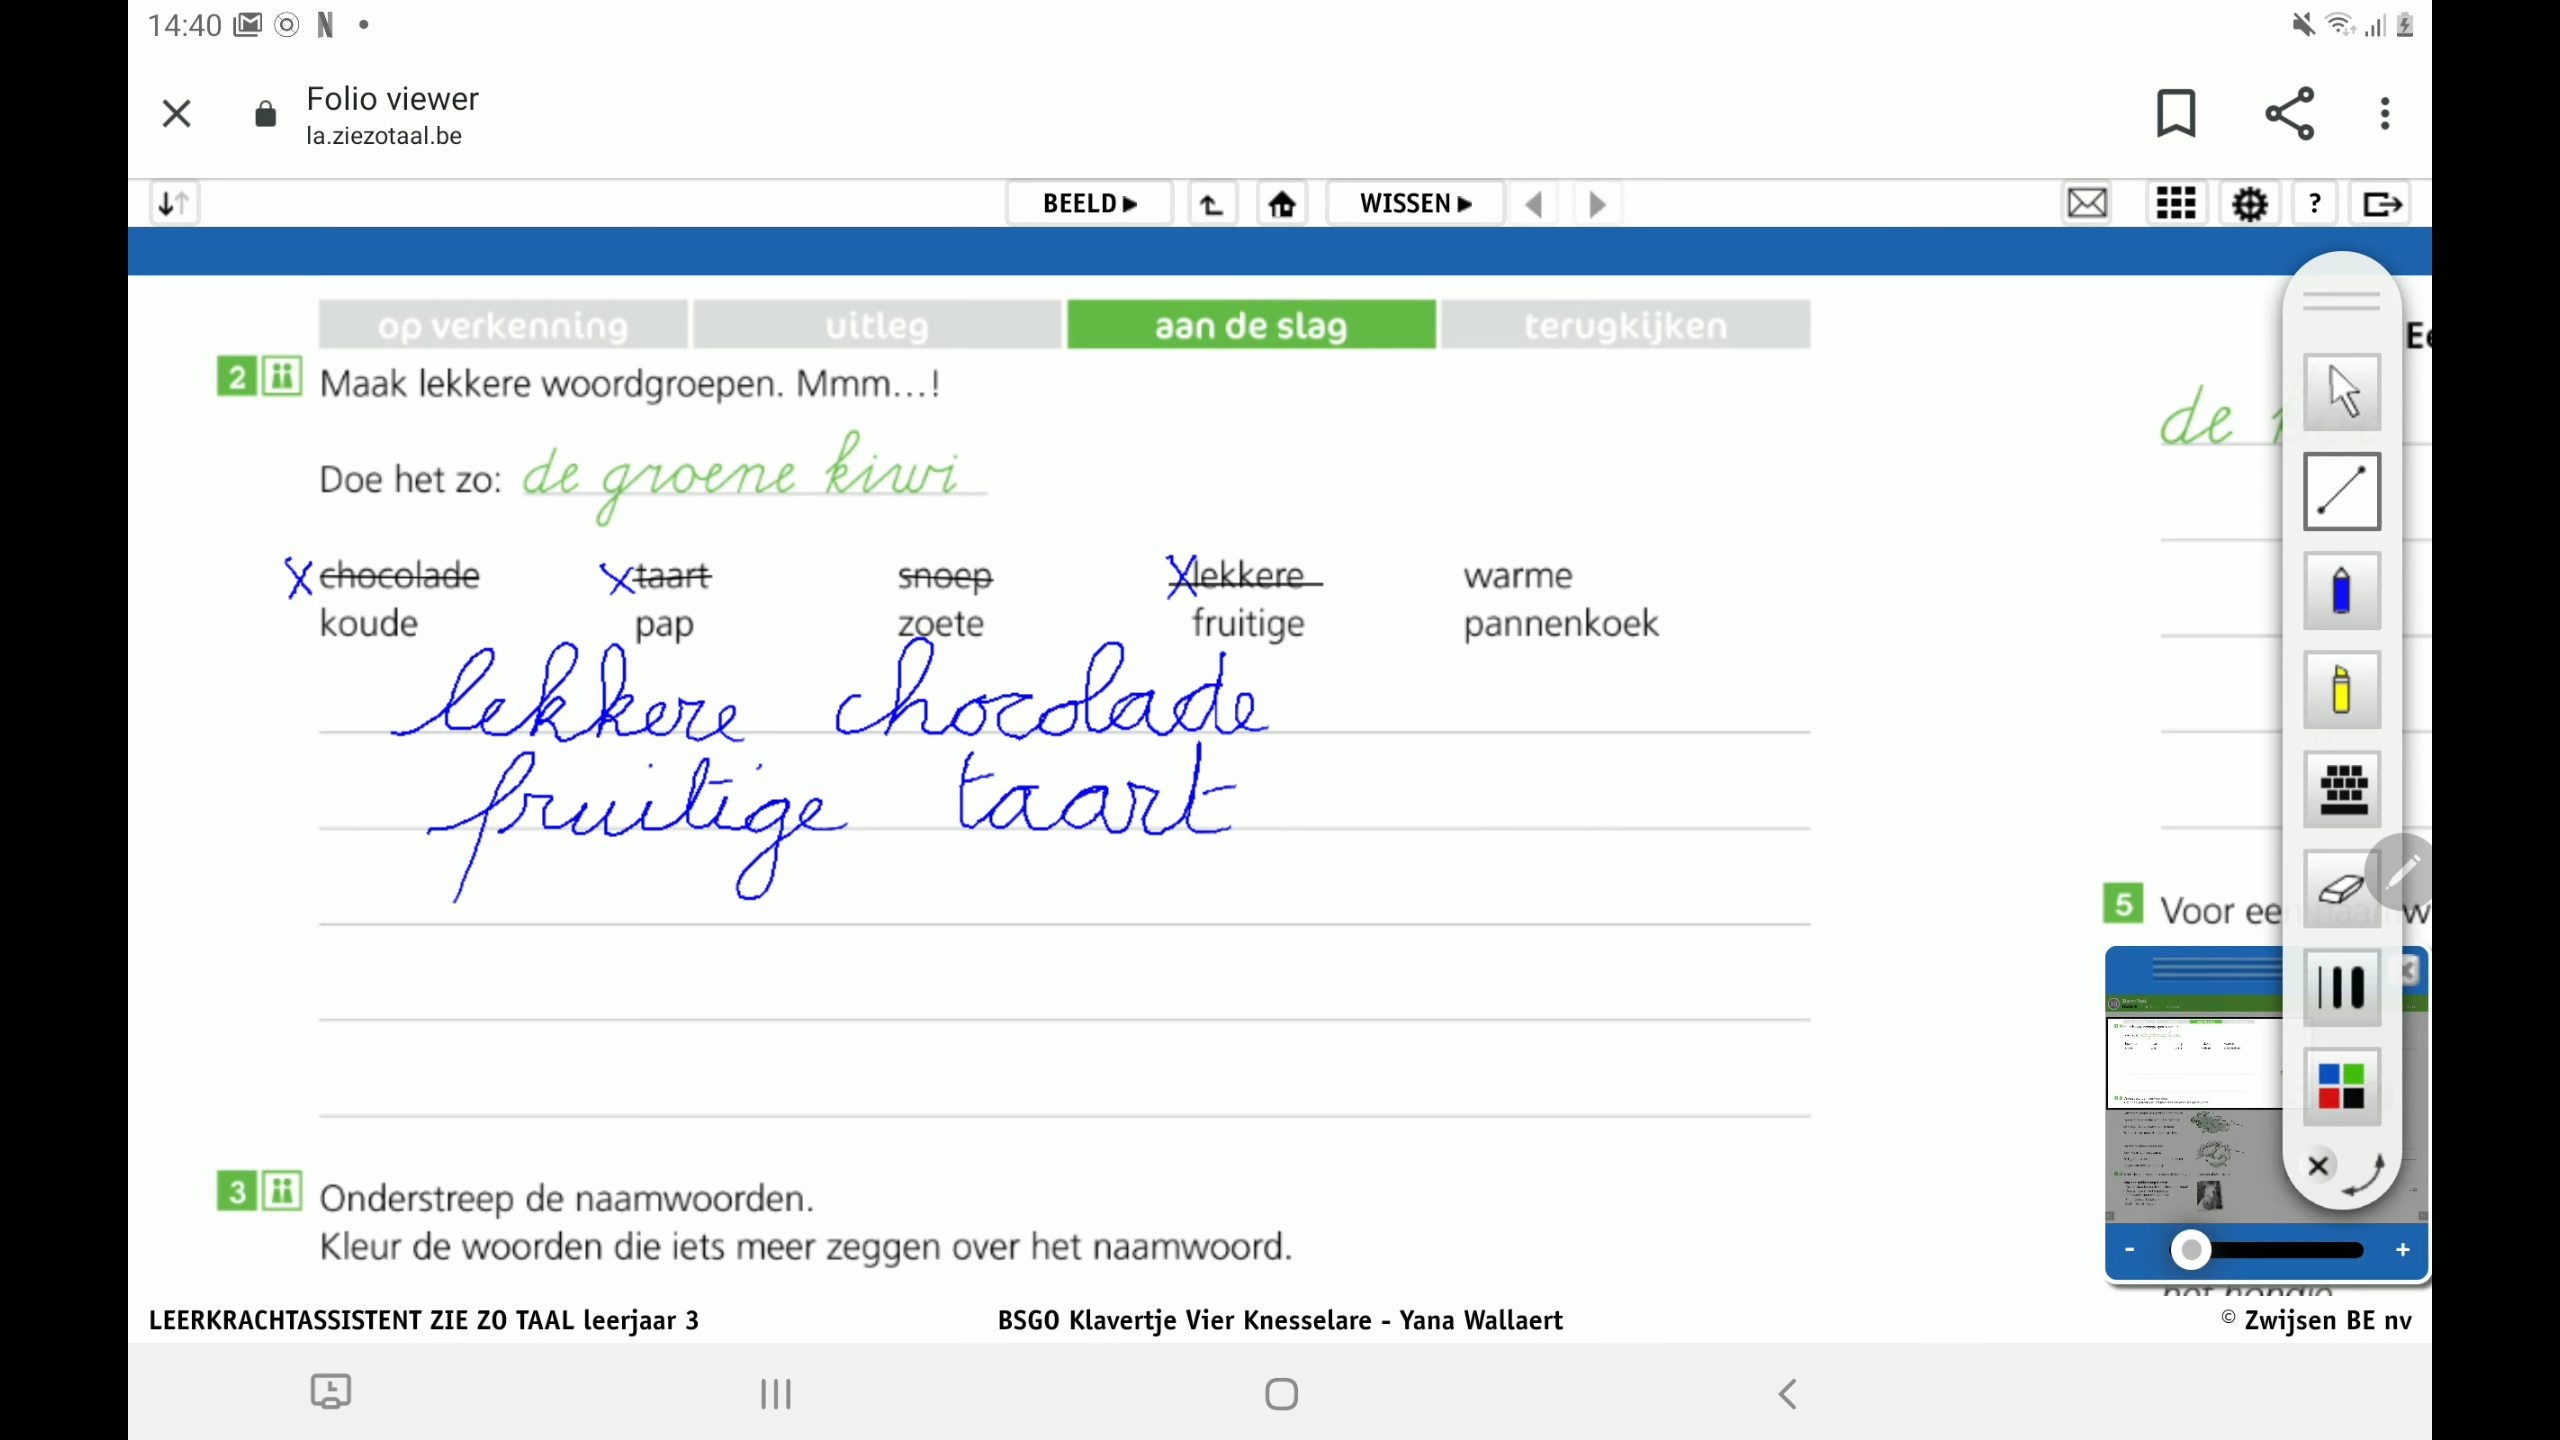 14:40
Folio viewer
la.ziezotaal.be
BEELD
WISSEN
?
op verkenning uitleg aan de slag terugkijken
2 Maak lekkere woordgroepen. Mmm...!
Doe het zo: de groene kiwi
X chocolade X taart snoep X lekkere warme
koude pap zoete fruitige pannenkoek
lekkere chocolade
fruitige taart
3 Onderstreep de naamwoorden.
Kleur de woorden die iets meer zeggen over het naamwoord.
de
5 Voor
- +
LEERKRACHTASSISTENT ZIE ZO TAAL leerjaar 3 BSGO Klavertje Vier Knesselare - Yana Wallaert © Zwijsen BE nv